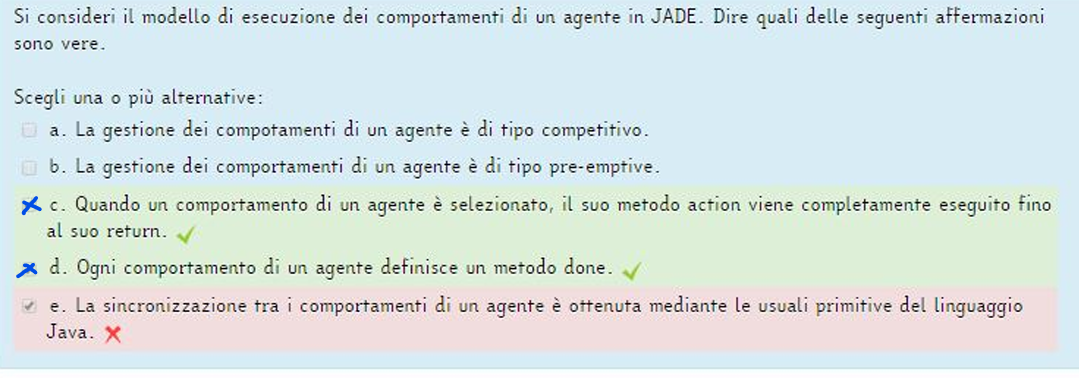 Si consideri il modello di esecuzione dei comportamenti di un agente in JADE. Dire quali delle seguenti affermazioni
sono vere.
Scegli una o più alternative:
a. La gestione dei compotamenti di un agente è di tipo competitivo.
b. La gestione dei comportamenti di un agente è di tipo pre-emptive.
c. Quando un comportamento di un agente è selezionato, il suo metodo action viene completamente eseguito fino
al suo return.
d. Ogni comportamento di un agente definisce un metodo done.
e. La sincronizzazione tra i comportamenti di un agente è ottenuta mediante le usuali primitive del linguaggio
Java.